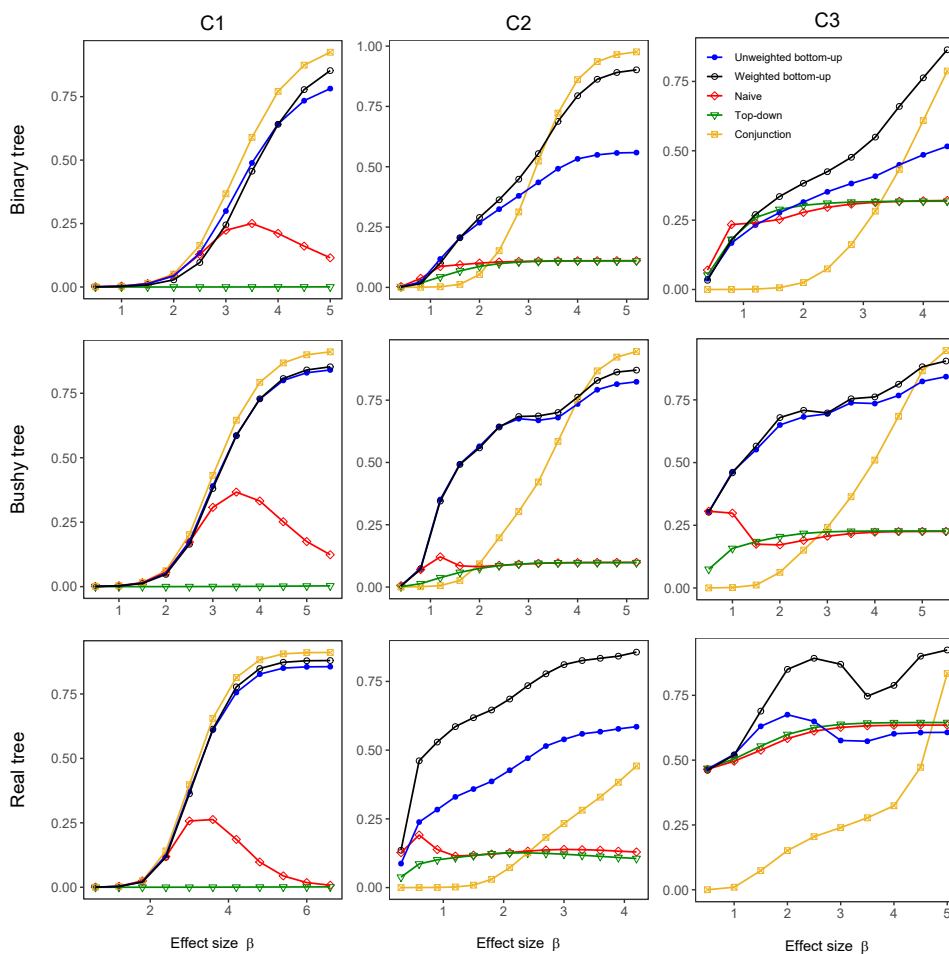 C1 C2 C3
Binary tree
0.00 0.25 0.50 0.75
1 2 3 4 5
0.00 0.25 0.50 0.75 1.00
1 2 3 4 5
0.00 0.25 0.50 0.75
1 2 3 4
Unweighted bottom-up
Weighted bottom-up
Naive
Top-down
Conjunction
Bushy tree
0.00 0.25 0.50 0.75
1 2 3 4 5 6
0.00 0.25 0.50 0.75
1 2 3 4 5
0.00 0.25 0.50 0.75
1 2 3 4 5
Real tree
0.00 0.25 0.50 0.75
2 4 6
0.00 0.25 0.50 0.75
1 2 3 4
0.00 0.25 0.50 0.75
1 2 3 4 5
Effect size β Effect size β Effect size β